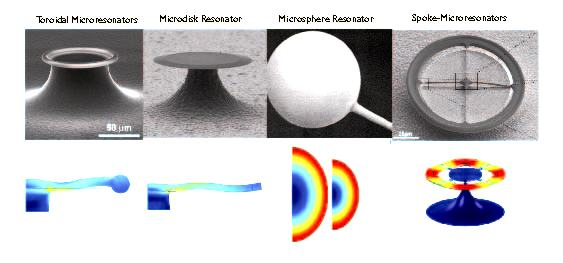 Toroidal Microresonators
Microdisk Resonator
Microsphere Resonator
Spoke-Microresonators
50 µm